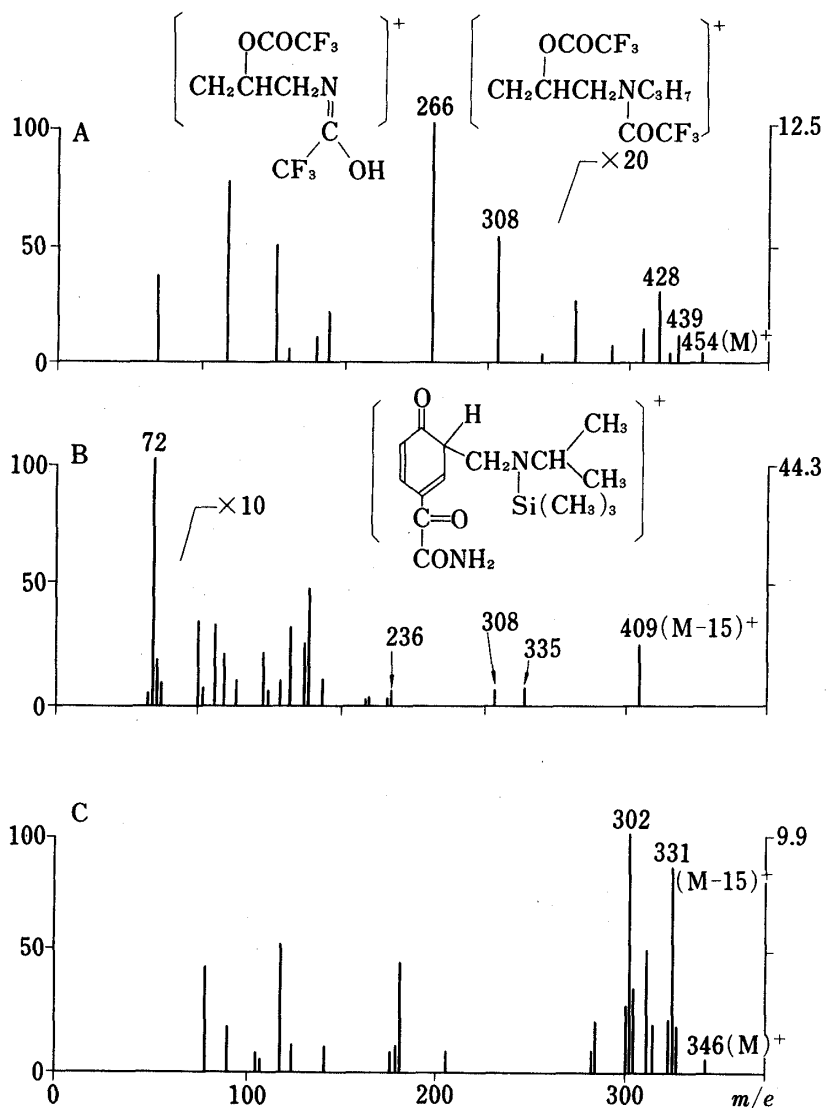 [OCOCF₃
CH₂CHCH₂N
C
CF₃ OH]⁺
[OCOCF₃
CH₂CHCH₂NC₃H₇
COCF₃]⁺
A
100
50
0
266
308
×20
428
439
454(M)⁺
12.5
B
100
50
0
72
×10
[O
H
CH₂NCH
CH₃
CH₃
Si(CH₃)₃
C=O
CONH₂]⁺
236
308
335
409(M-15)⁺
44.3
C
100
50
0
302
331
(M-15)⁺
346(M)⁺
9.9
0 100 200 300 m/e